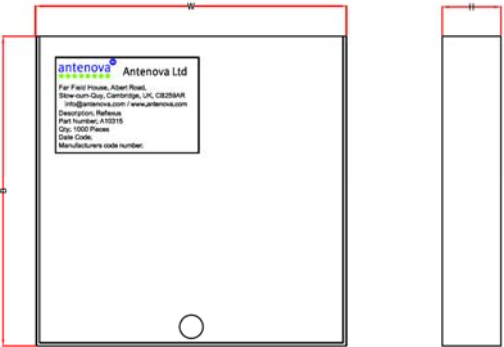 W
H
antenova
Antenova Ltd
Far Field House, Albert Road,
Stow-cum-Quy, Cambridge, UK, CB259AR
info@antenova.com / www.antenova.com
Description; Reflexus
Part Number; A10315
Qty; 1000 Pieces
Date Code;
Manufacturers code number;